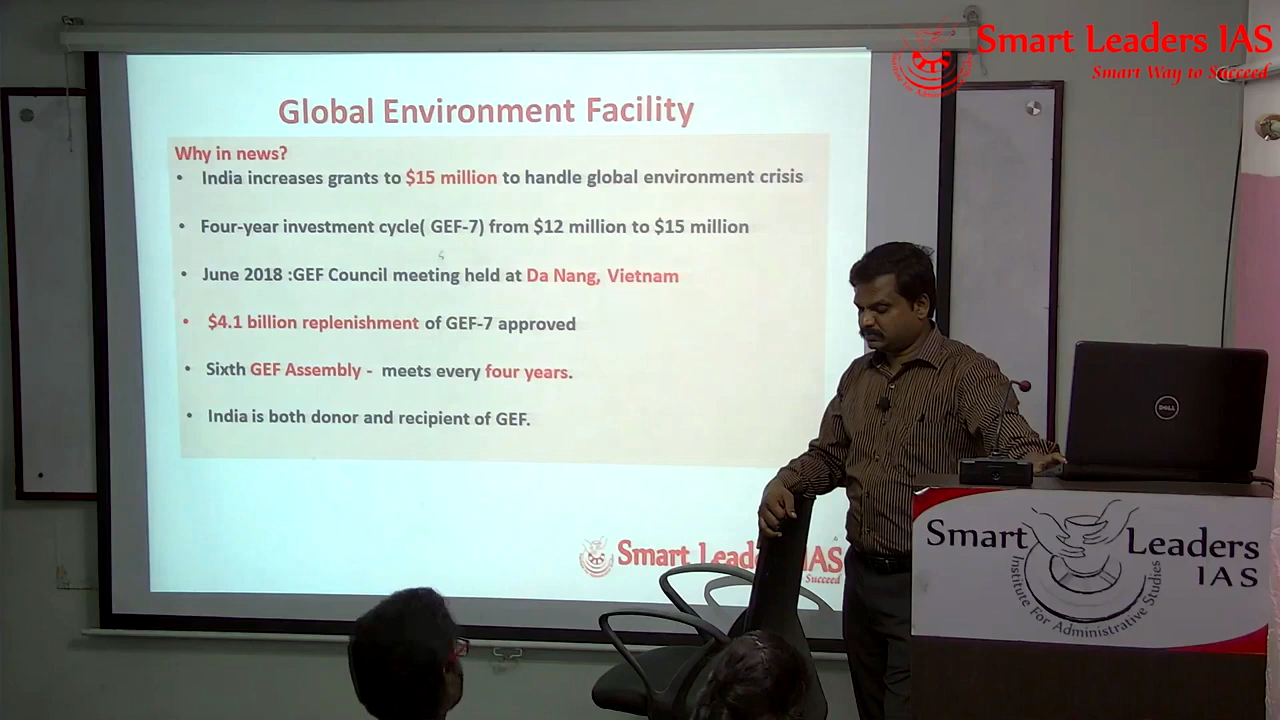 Smart Leaders IAS
Smart Way to Succeed
Global Environment Facility
Why in news?
• India increases grants to $15 million to handle global environment crisis
• Four-year investment cycle( GEF-7) from $12 million to $15 million
• June 2018 :GEF Council meeting held at Da Nang, Vietnam
• $4.1 billion replenishment of GEF-7 approved
• Sixth GEF Assembly - meets every four years.
• India is both donor and recipient of GEF.
Smart Leaders IAS
Succeed
DELL
Smart Leaders
IAS
Institute For Administrative Studies